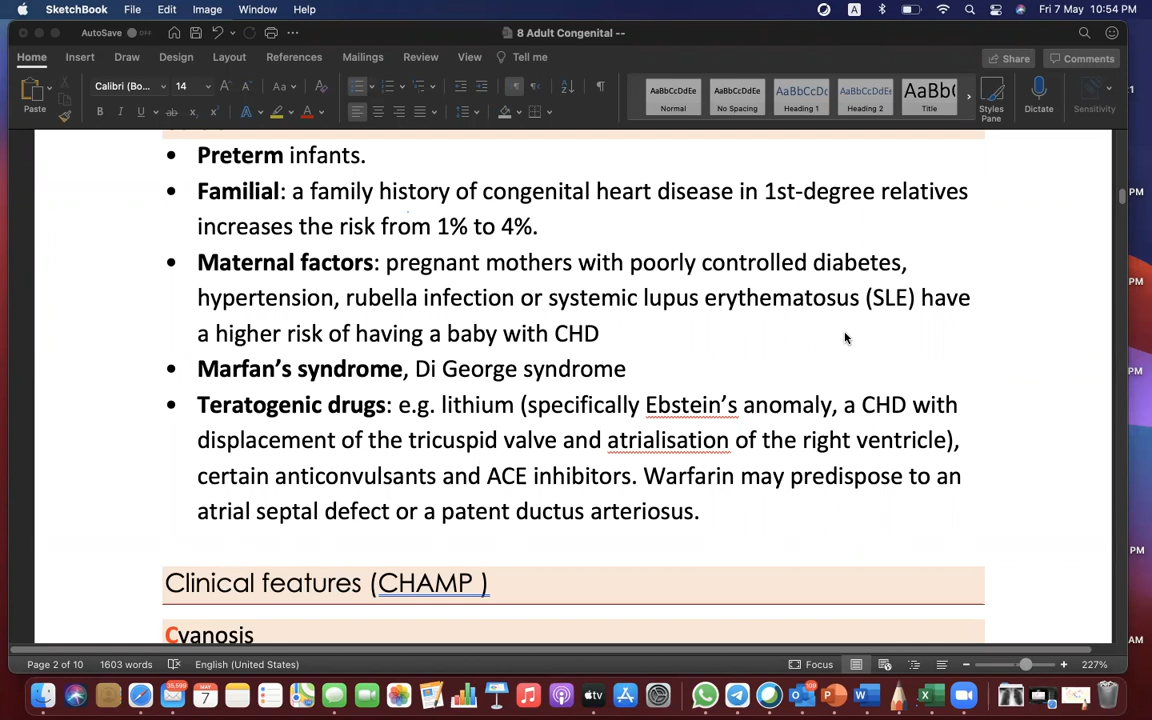 SketchBook File Edit Image Window Help A Fri 7 May 10:54 PM
AutoSave OFF 8 Adult Congenital --
Home Insert Draw Design Layout References Mailings Review View Tell me Share Comments
Paste Calibri (Bo... 14 Aa
AaBbCcDdEe AaBbCcDdEe AaBbCcDc AaBbCcDdEe AaBb(
Normal No Spacing Heading 1 Heading 2 Title Styles Pane Dictate Sensitivity
• Preterm infants.
• Familial: a family history of congenital heart disease in 1st-degree relatives
increases the risk from 1% to 4%.
• Maternal factors: pregnant mothers with poorly controlled diabetes,
hypertension, rubella infection or systemic lupus erythematosus (SLE) have
a higher risk of having a baby with CHD
• Marfan’s syndrome, Di George syndrome
• Teratogenic drugs: e.g. lithium (specifically Ebstein’s anomaly, a CHD with
displacement of the tricuspid valve and atrialisation of the right ventricle),
certain anticonvulsants and ACE inhibitors. Warfarin may predispose to an
atrial septal defect or a patent ductus arteriosus.
Clinical features (CHAMP )
Cyanosis
Page 2 of 10 1603 words English (United States) Focus 227%